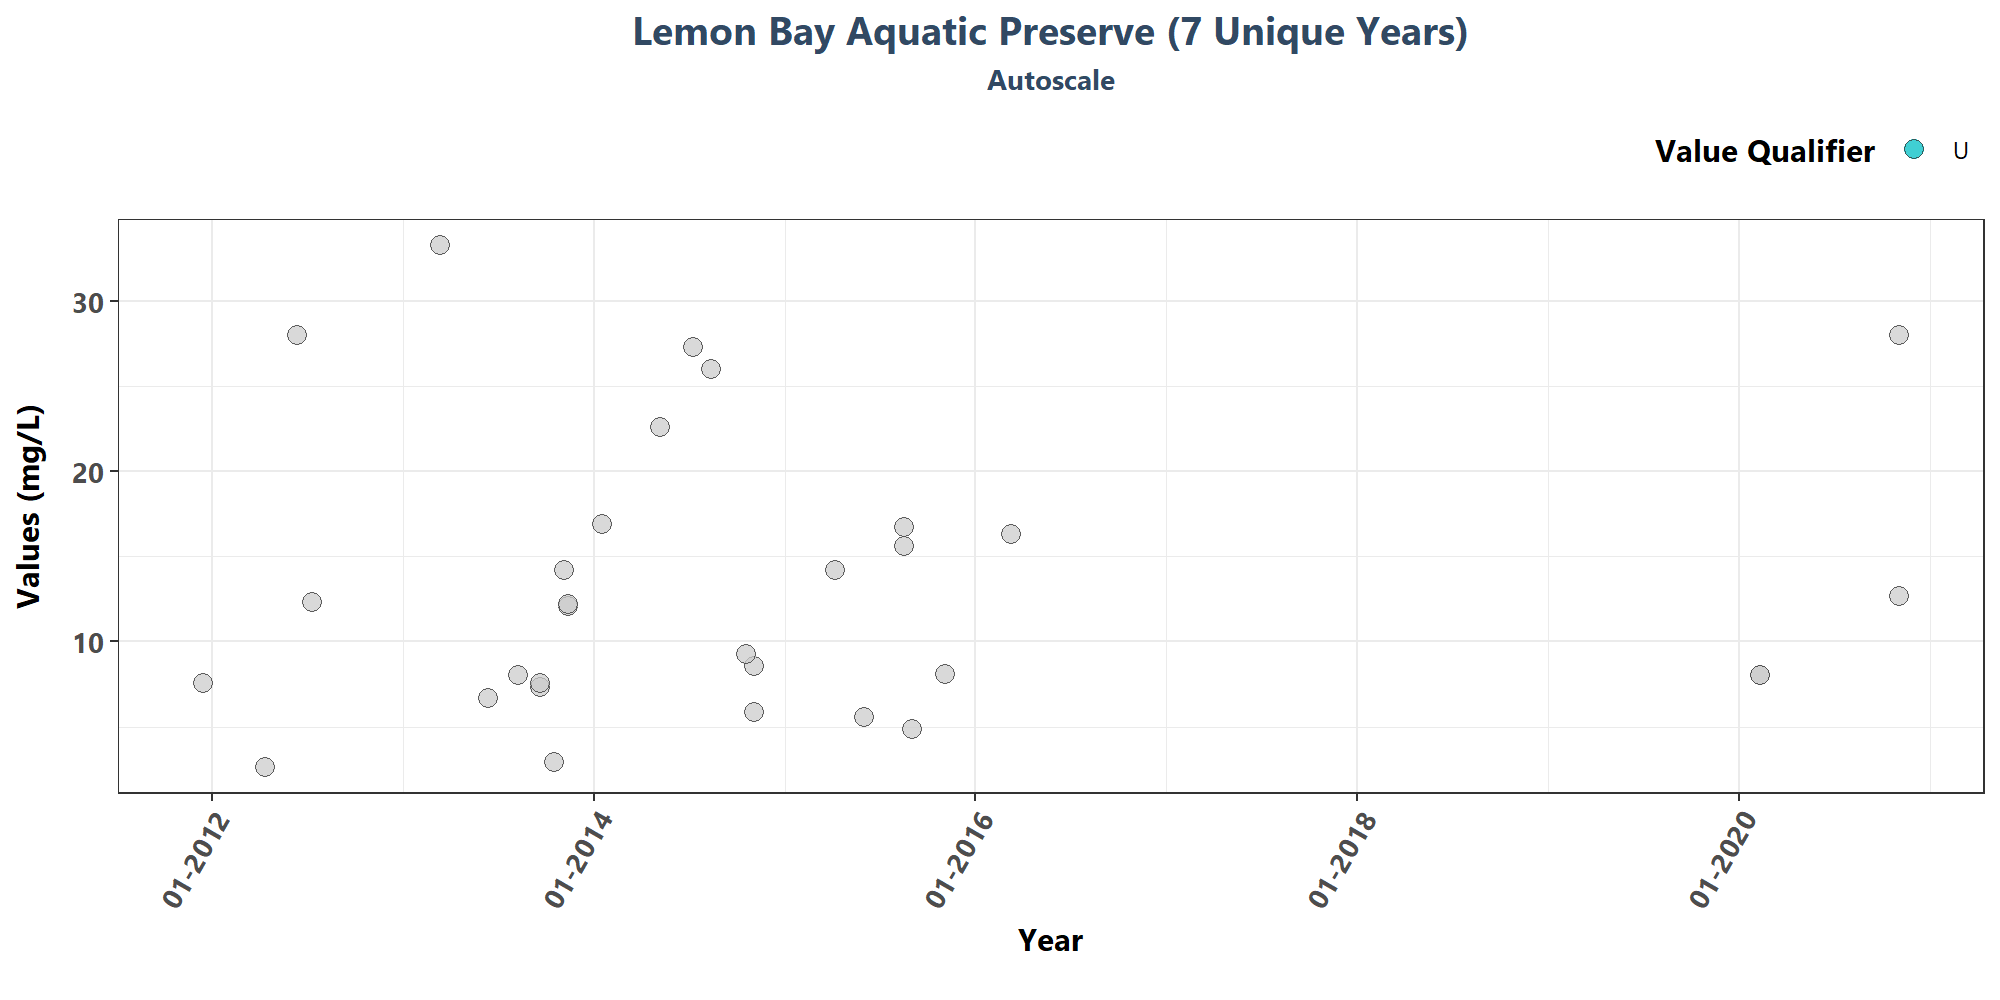 Lemon Bay Aquatic Preserve (7 Unique Years)
Autoscale
Value Qualifier U
Values (mg/L)
30
20
10
01-2012
01-2014
01-2016
01-2018
01-2020
Year